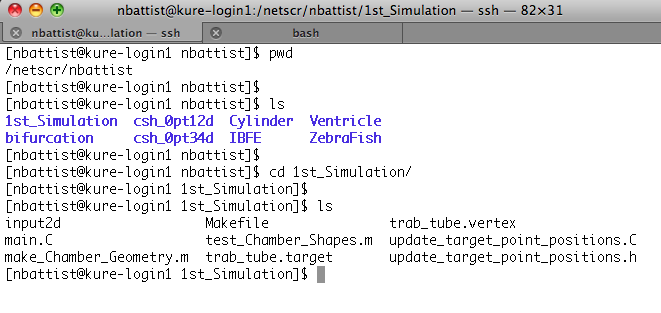 nbattist@kure-login1:/netscr/nbattist/1st_Simulation — ssh — 82×31
nbattist@ku...lation — ssh bash
[nbattist@kure-login1 nbattist]$ pwd
/netscr/nbattist
[nbattist@kure-login1 nbattist]$
[nbattist@kure-login1 nbattist]$ ls
1st_Simulation csh_0pt12d Cylinder Ventricle
bifurcation csh_0pt34d IBFE ZebraFish
[nbattist@kure-login1 nbattist]$
[nbattist@kure-login1 nbattist]$ cd 1st_Simulation/
[nbattist@kure-login1 1st_Simulation]$
[nbattist@kure-login1 1st_Simulation]$ ls
input2d Makefile trab_tube.vertex
main.C test_Chamber_Shapes.m update_target_point_positions.C
make_Chamber_Geometry.m trab_tube.target update_target_point_positions.h
[nbattist@kure-login1 1st_Simulation]$